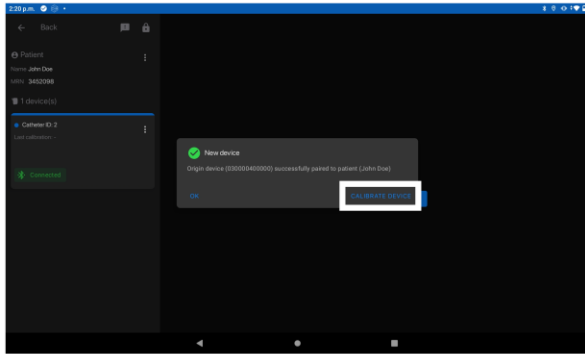 2:20 p.m.
Back
Patient
Name John Doe
MRN 3452098
1 device(s)
Catheter ID: 2
Last calibration -
Connected
New device
Origin device (030000400000) successfully paired to patient (John Doe)
OK
CALIBRATE DEVICE